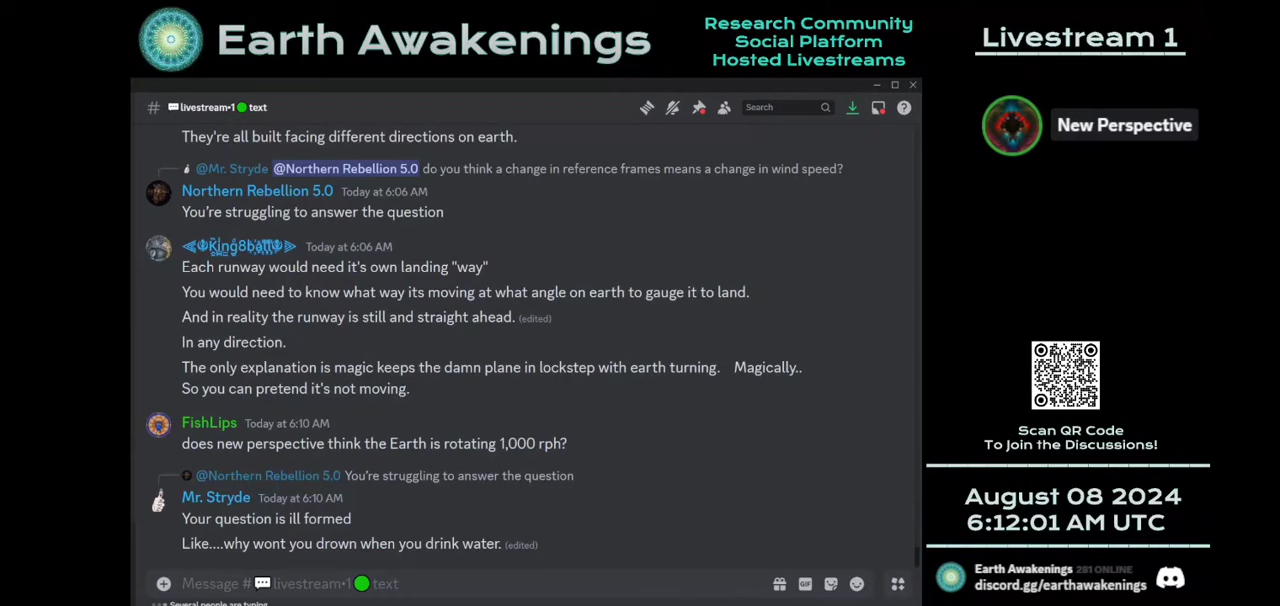 Earth Awakenings
Research Community
Social Platform
Hosted Livestreams
Livestream 1
New Perspective
# livestream•1 text
Search
They're all built facing different directions on earth.
@Mr. Stryde @Northern Rebellion 5.0 do you think a change in reference frames means a change in wind speed?
Northern Rebellion 5.0 Today at 6:06 AM
You're struggling to answer the question
King8ball Today at 6:06 AM
Each runway would need it's own landing "way"
You would need to know what way its moving at what angle on earth to gauge it to land.
And in reality the runway is still and straight ahead. (edited)
In any direction.
The only explanation is magic keeps the damn plane in lockstep with earth turning. Magically..
So you can pretend it's not moving.
FishLips Today at 6:10 AM
does new perspective think the Earth is rotating 1,000 rph?
@Northern Rebellion 5.0 You're struggling to answer the question
Mr. Stryde Today at 6:10 AM
Your question is ill formed
Like....why wont you drown when you drink water. (edited)
Message # livestream•1 text
GIF
Several people are typing
Scan QR Code
To Join the Discussions!
August 08 2024
6:12:01 AM UTC
Earth Awakenings 281 ONLINE
discord.gg/earthawakenings